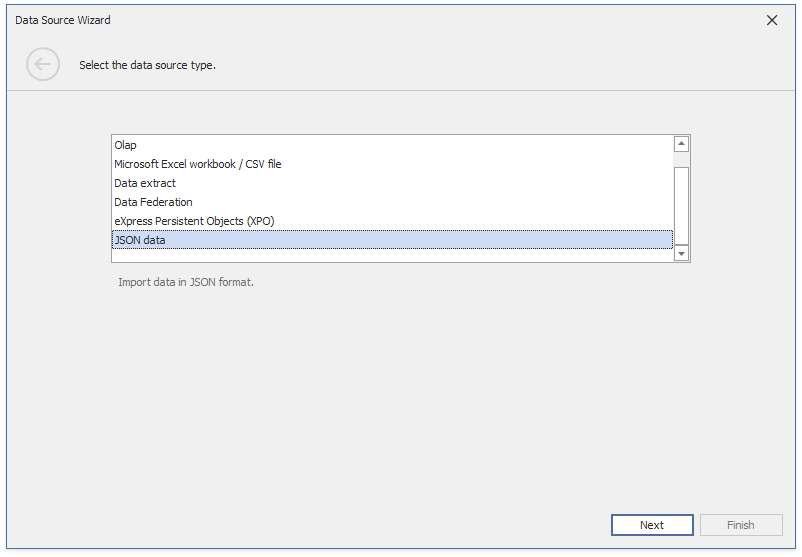 Data Source Wizard
Select the data source type.
Olap
Microsoft Excel workbook / CSV file
Data extract
Data Federation
eXpress Persistent Objects (XPO)
JSON data
Import data in JSON format.
Next
Finish